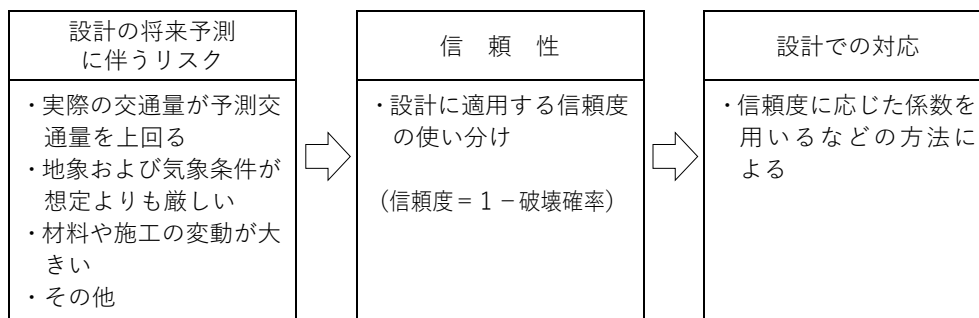 設計の将来予測
に伴うリスク
・実際の交通量が予測交
通量を上回る
・地象および気象条件が
想定よりも厳しい
・材料や施工の変動が大
きい
・その他
信 頼 性
・設計に適用する信頼度
の使い分け
(信頼度=1-破壊確率)
設計での対応
・信頼度に応じた係数を
用いるなどの方法に
よる